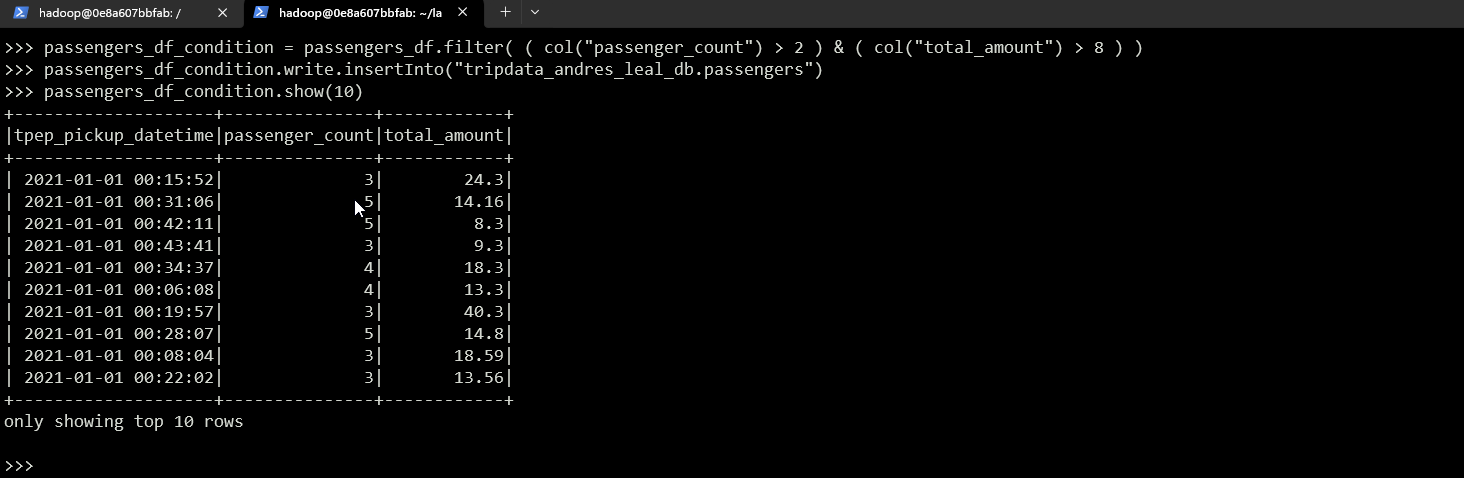 hadoop@0e8a607bbfab: /
hadoop@0e8a607bbfab: ~/la
>>> passengers_df_condition = passengers_df.filter( ( col("passenger_count") > 2 ) & ( col("total_amount") > 8 ) )
>>> passengers_df_condition.write.insertInto("tripdata_andres_leal_db.passengers")
>>> passengers_df_condition.show(10)
+--------------------+---------------+------------+
|tpep_pickup_datetime|passenger_count|total_amount|
+--------------------+---------------+------------+
| 2021-01-01 00:15:52|              3|        24.3|
| 2021-01-01 00:31:06|              5|       14.16|
| 2021-01-01 00:42:11|              5|         8.3|
| 2021-01-01 00:43:41|              3|         9.3|
| 2021-01-01 00:34:37|              4|        18.3|
| 2021-01-01 00:06:08|              4|        13.3|
| 2021-01-01 00:19:57|              3|        40.3|
| 2021-01-01 00:28:07|              5|        14.8|
| 2021-01-01 00:08:04|              3|       18.59|
| 2021-01-01 00:22:02|              3|       13.56|
+--------------------+---------------+------------+
only showing top 10 rows
>>>